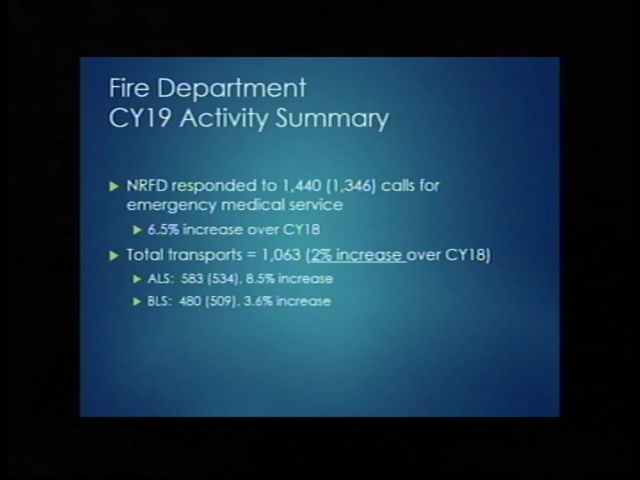 Fire Department
CY19 Activity Summary
NRFD responded to 1,440 (1,346) calls for
emergency medical service
6.5% increase over CY18
Total transports = 1,063 (2% increase over CY18)
ALS: 583 (534), 8.5% increase
BLS: 480 (509), 3.6% increase